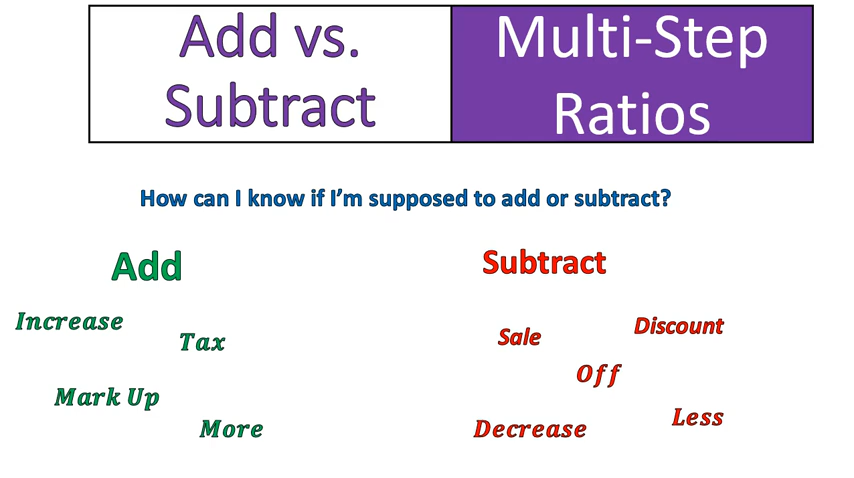 Add vs.
Subtract
Multi-Step
Ratios
How can I know if I'm supposed to add or subtract?
Add
Increase
Tax
Mark Up
More
Subtract
Sale
Discount
Off
Decrease
Less